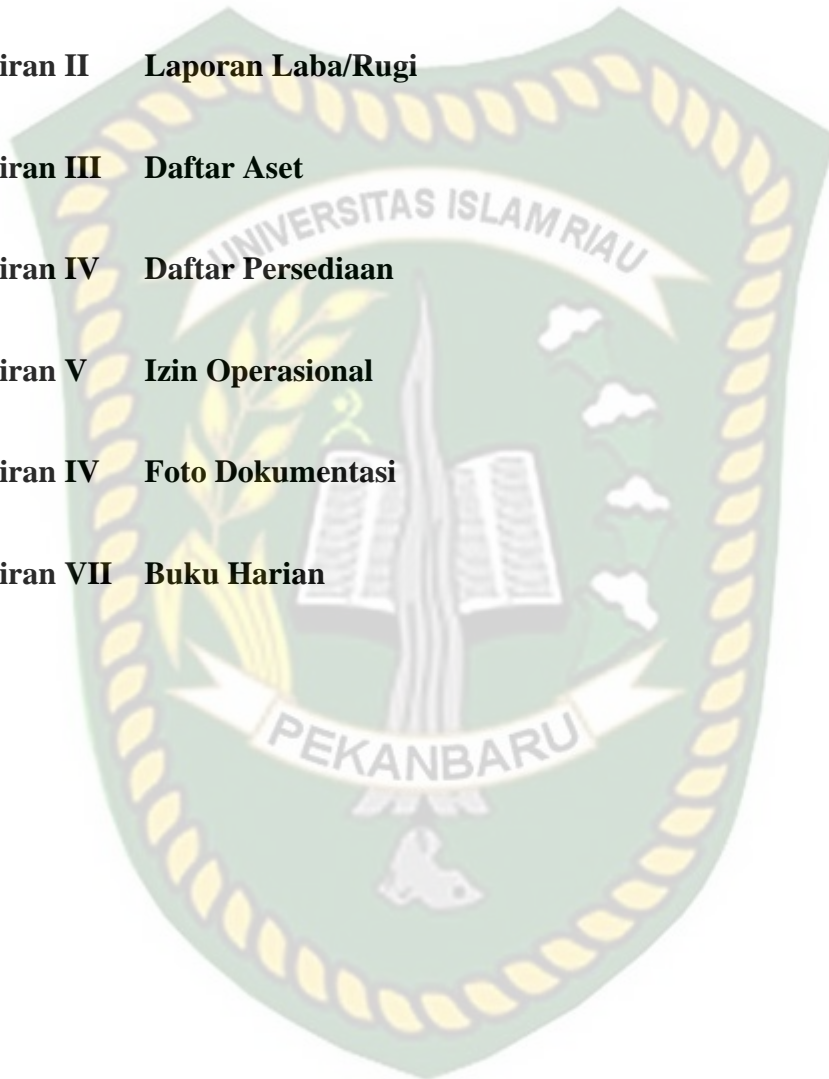 iran II Laporan Laba/Rugi
iran III Daftar Aset
UNIVERSITAS ISLAM RIAU
iran IV Daftar Persediaan
iran V Izin Operasional
iran IV Foto Dokumentasi
iran VII Buku Harian
PEKANBARU